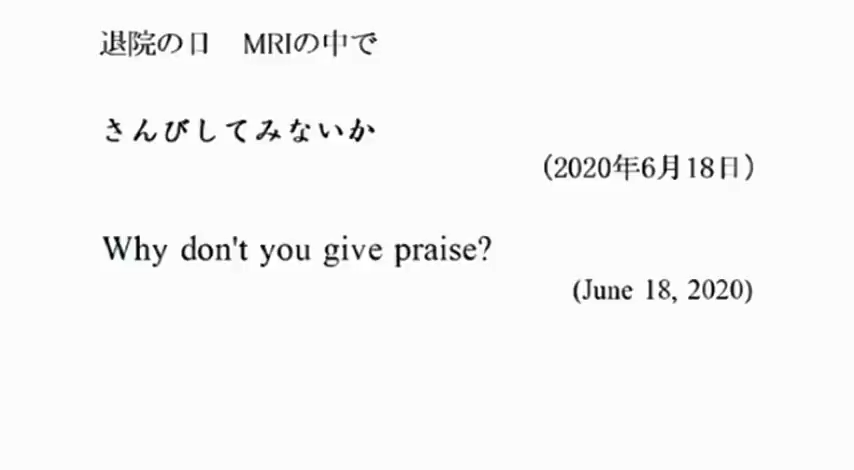 退院の日　MRIの中で
さんびしてみないか
（2020年6月18日）
Why don't you give praise?
(June 18, 2020)